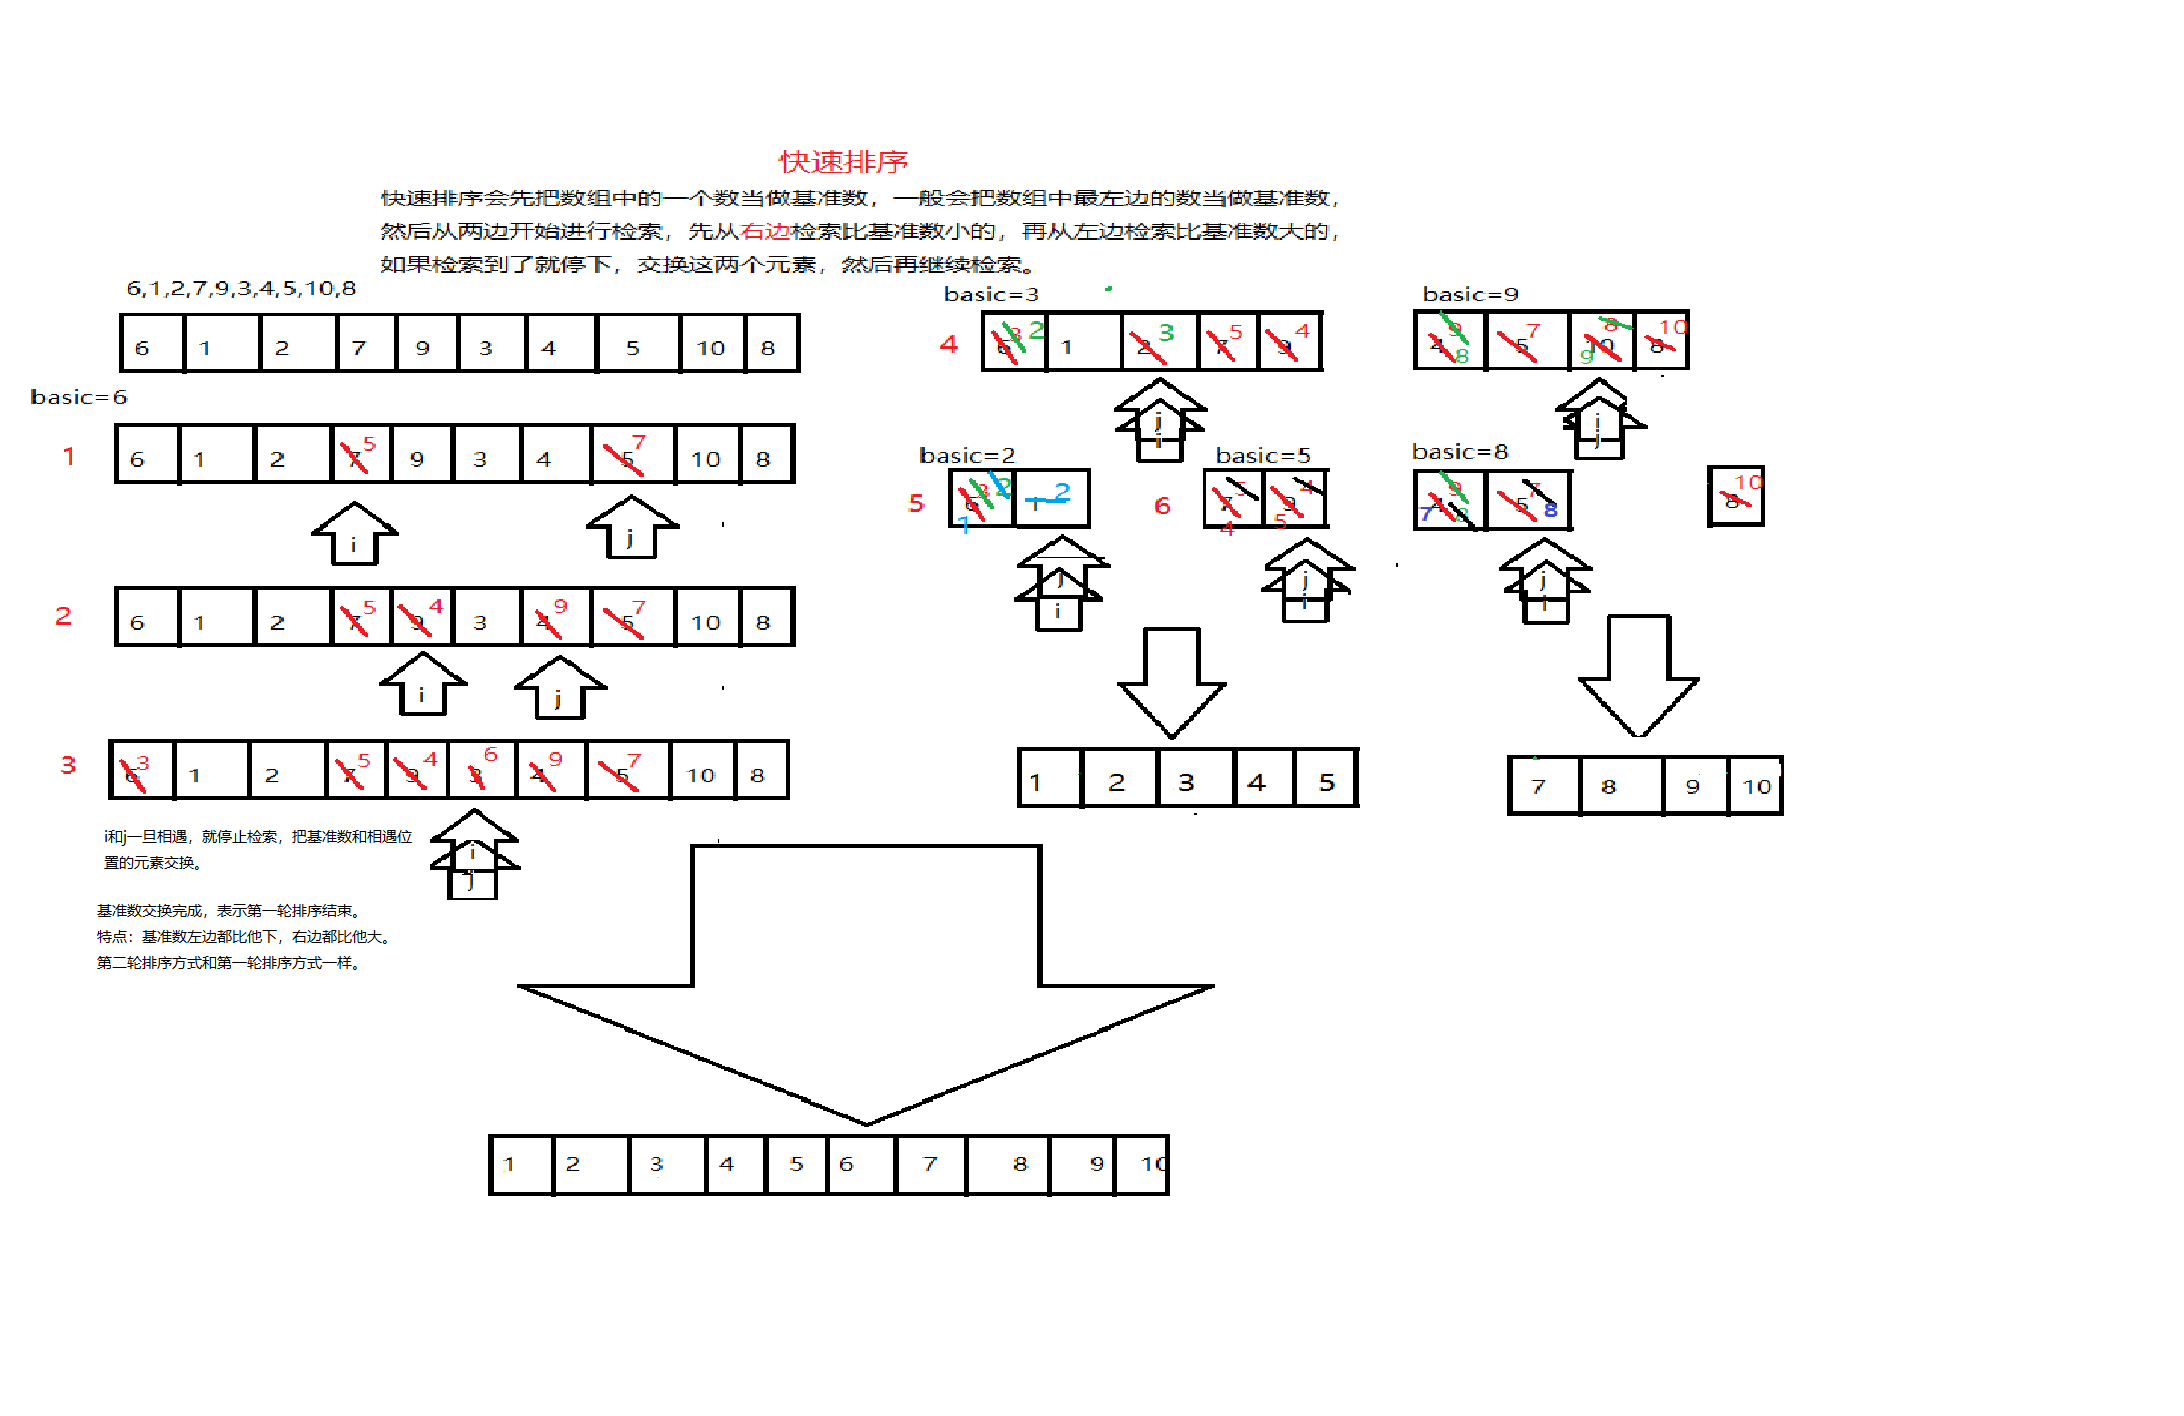 快速排序
快速排序会先把数组中的一个数当做基准数，一般会把数组中最左边的数当做基准数，
然后从两边开始进行检索，先从右边检索比基准数小的，再从左边检索比基准数大的，
如果检索到了就停下，交换这两个元素，然后再继续检索。
6,1,2,7,9,3,4,5,10,8
6 1 2 7 9 3 4 5 10 8
basic=6
1 6 1 2 7 5 9 3 4 5 7 10 8
i j
2 6 1 2 7 5 9 4 3 4 9 5 7 10 8
i j
3 6 3 1 2 7 5 9 4 3 6 4 9 5 7 10 8
i
j
i和j一旦相遇，就停止检索，把基准数和相遇位
置的元素交换。
基准数交换完成，表示第一轮排序结束。
特点：基准数左边都比他下，右边都比他大。
第二轮排序方式和第一轮排序方式一样。
basic=3
4 6 3 2 1 2 3 7 5 9 4
j
i
basic=9
4 9 8 5 7 10 8 9 8 10
i
j
basic=2
5 6 3 2 1 1 2
j
i
basic=5
6 7 5 4 9 4 5
j
i
basic=8
4 9 8 7 5 7 8
j
i
8 10
1 2 3 4 5
7 8 9 10
1 2 3 4 5 6 7 8 9 10